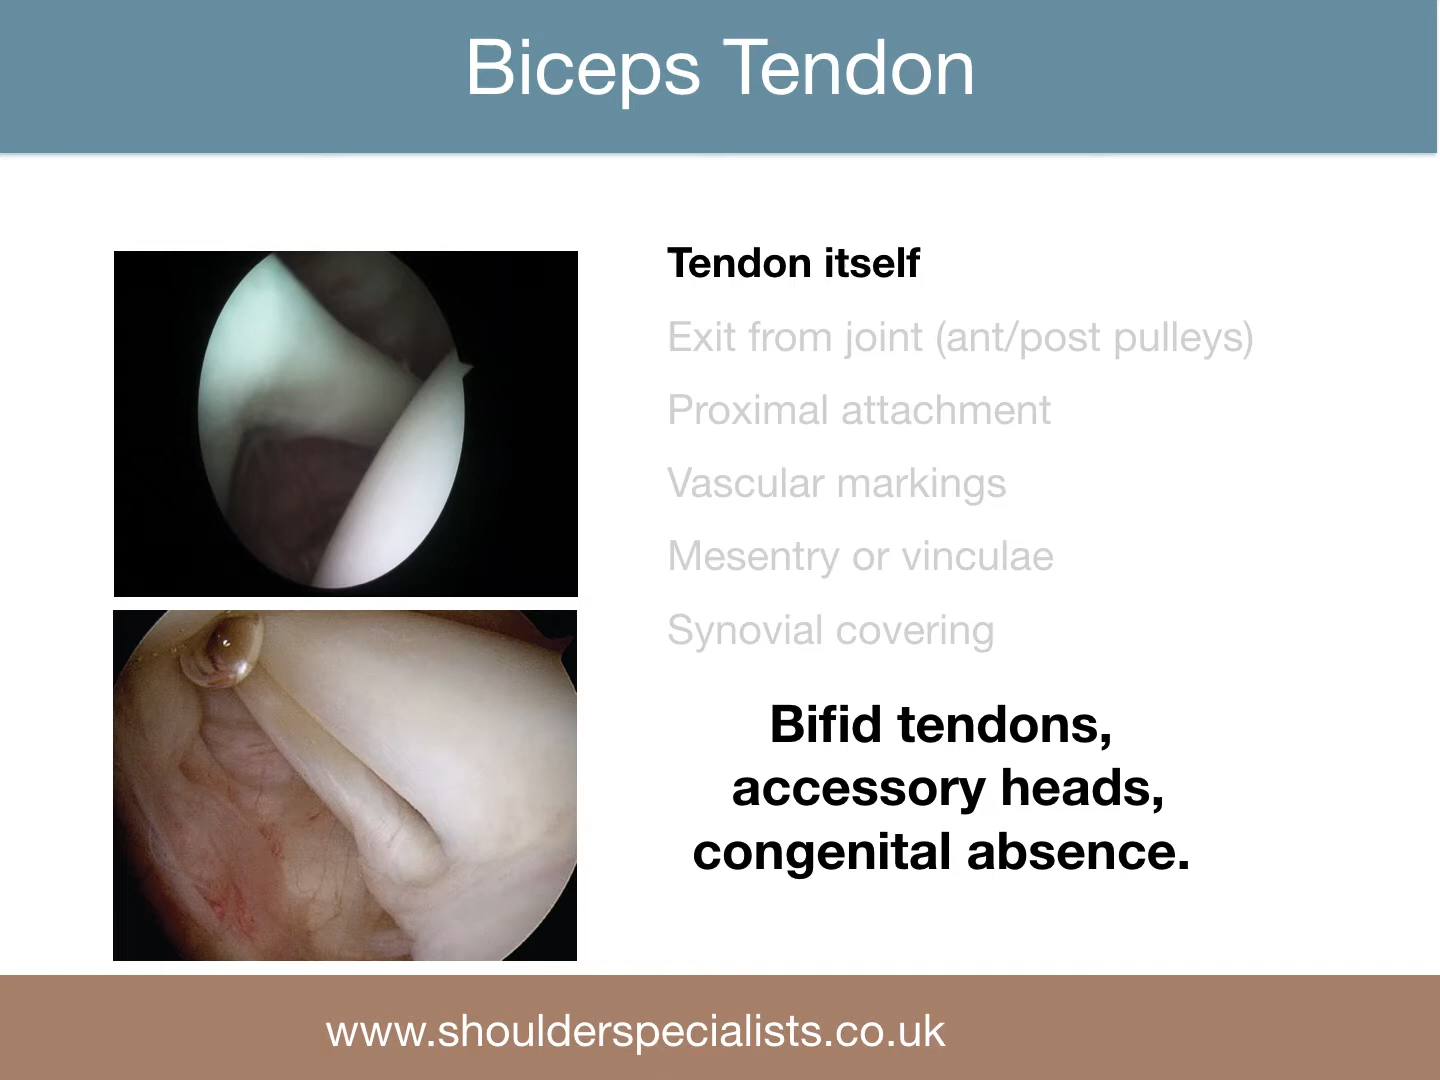 Biceps Tendon
Tendon itself
Exit from joint (ant/post pulleys)
Proximal attachment
Vascular markings
Mesentry or vinculae
Synovial covering
Bifid tendons,
accessory heads,
congenital absence.
www.shoulderspecialists.co.uk